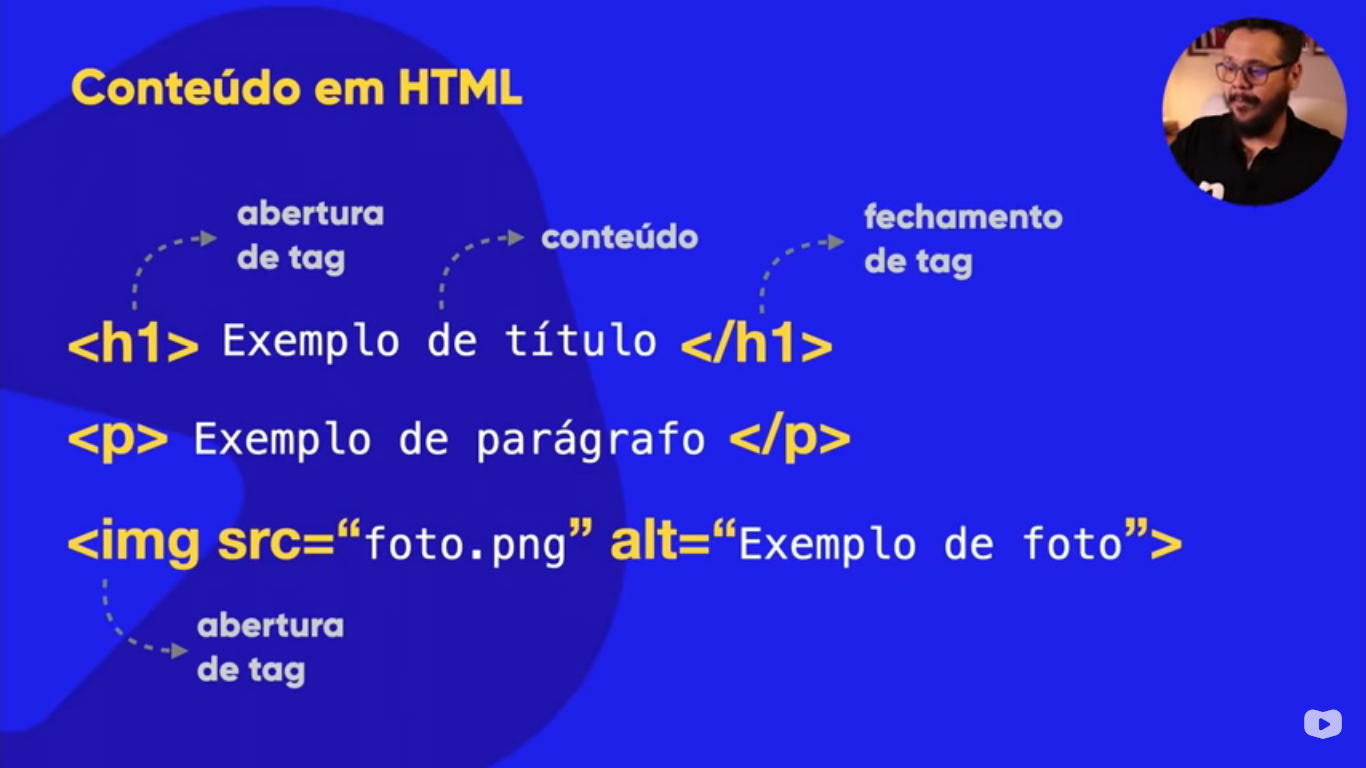 Conteúdo em HTML
abertura
de tag
conteúdo
fechamento
de tag
<h1> Exemplo de título </h1>
<p> Exemplo de parágrafo </p>
<img src=“foto.png” alt=“Exemplo de foto”>
abertura
de tag